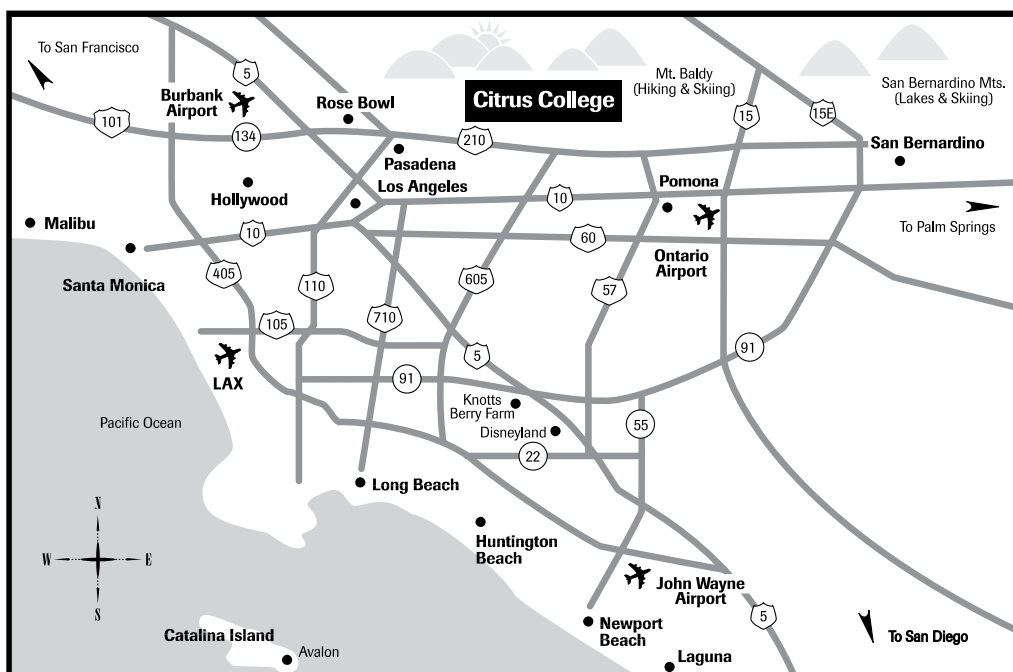 To San Francisco
5
Burbank
Airport
101
134
Rose Bowl
Citrus College
210
Mt. Baldy
(Hiking & Skiing)
15
15E
San Bernardino Mts.
(Lakes & Skiing)
San Bernardino
Pasadena
Hollywood
Los Angeles
10
Pomona
To Palm Springs
Malibu
10
60
Ontario
Airport
Santa Monica
405
110
605
57
105
710
LAX
5
91
91
Knotts
Berry Farm
Disneyland
55
Pacific Ocean
22
Long Beach
N
W
E
S
Huntington
Beach
John Wayne
Airport
Newport
Beach
5
To San Diego
Catalina Island
Avalon
Laguna